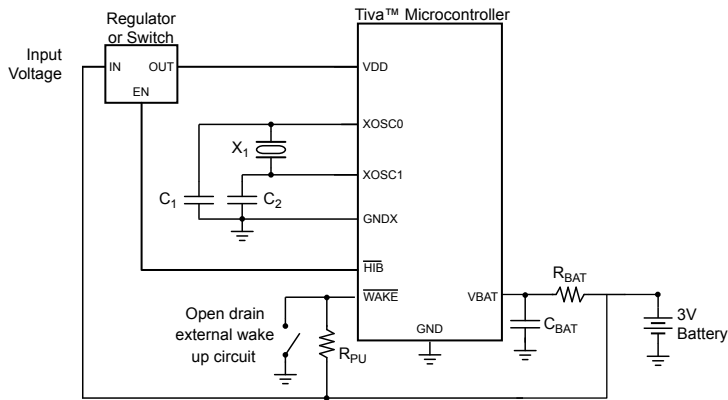 Regulator
or Switch
Tiva™ Microcontroller
Input
Voltage
IN
OUT
EN
VDD
XOSC0
X1
XOSC1
C1
C2
GNDX
HIB
WAKE
VBAT
RBAT
Open drain
external wake
up circuit
RPU
GND
CBAT
3V
Battery